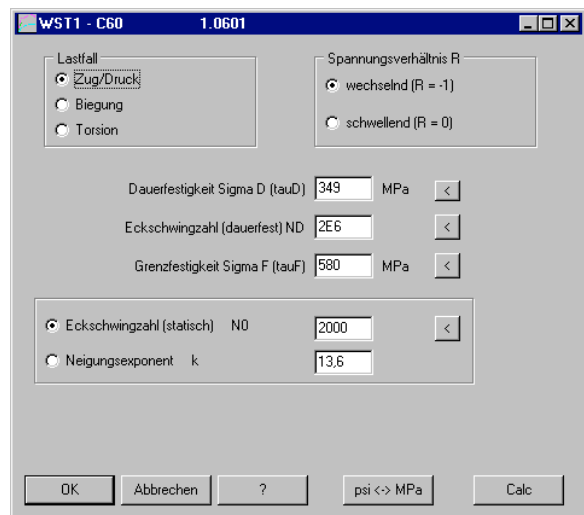 WST1 - C60 1.0601
Lastfall
Zug/Druck
Biegung
Torsion
Spannungsverhältnis R
wechselnd (R = -1)
schwellend (R = 0)
Dauerfestigkeit Sigma D (tauD) 349 MPa <
Eckschwingzahl (dauerfest) ND 2E6 <
Grenzfestigkeit Sigma F (tauF) 580 MPa <
Eckschwingzahl (statisch) N0 2000 <
Neigungsexponent k 13,6
OK Abbrechen ? psi <-> MPa Calc